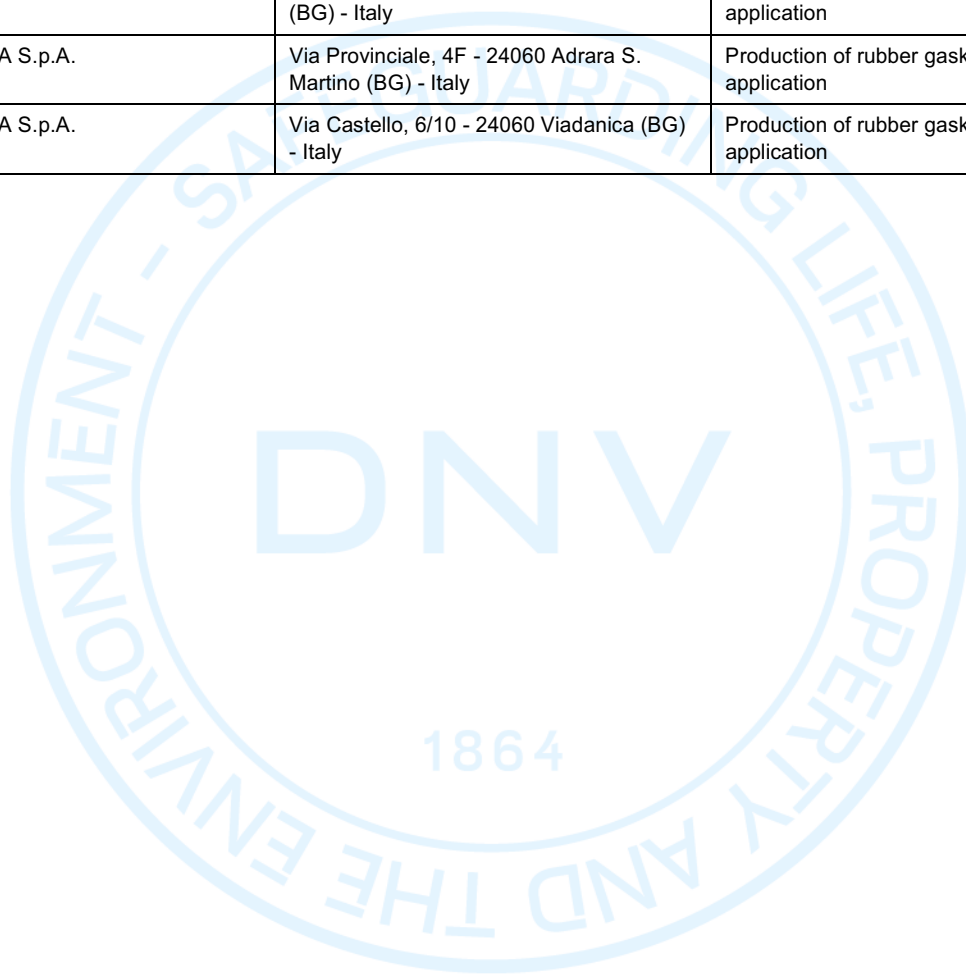 (BG) - Italy
application
A S.p.A.
Via Provinciale, 4F - 24060 Adrara S.
Martino (BG) - Italy
Production of rubber gask
application
A S.p.A.
Via Castello, 6/10 - 24060 Viadanica (BG)
- Italy
Production of rubber gask
application
SAFEGUARDING LIFE, PROPERTY AND THE ENVIRONMENT -
DNV
1864